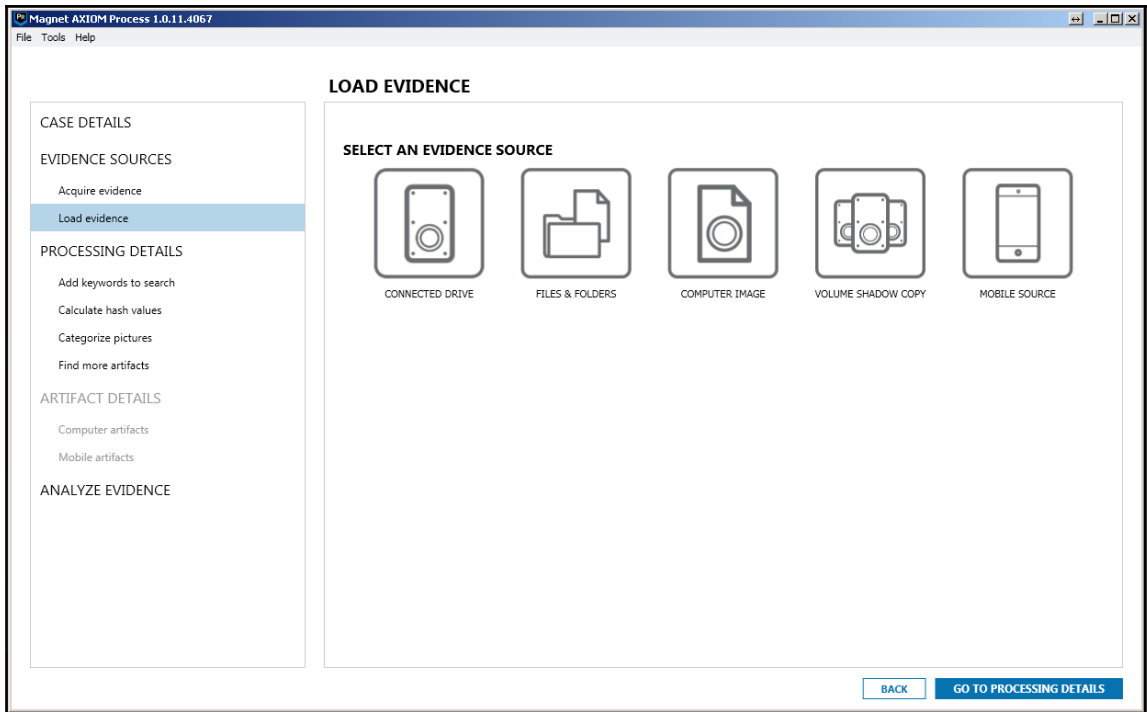 Magnet AXIOM Process 1.0.11.4067
File Tools Help
LOAD EVIDENCE
CASE DETAILS
EVIDENCE SOURCES
Acquire evidence
Load evidence
PROCESSING DETAILS
Add keywords to search
Calculate hash values
Categorize pictures
Find more artifacts
ARTIFACT DETAILS
Computer artifacts
Mobile artifacts
ANALYZE EVIDENCE
SELECT AN EVIDENCE SOURCE
CONNECTED DRIVE
FILES & FOLDERS
COMPUTER IMAGE
VOLUME SHADOW COPY
MOBILE SOURCE
BACK
GO TO PROCESSING DETAILS